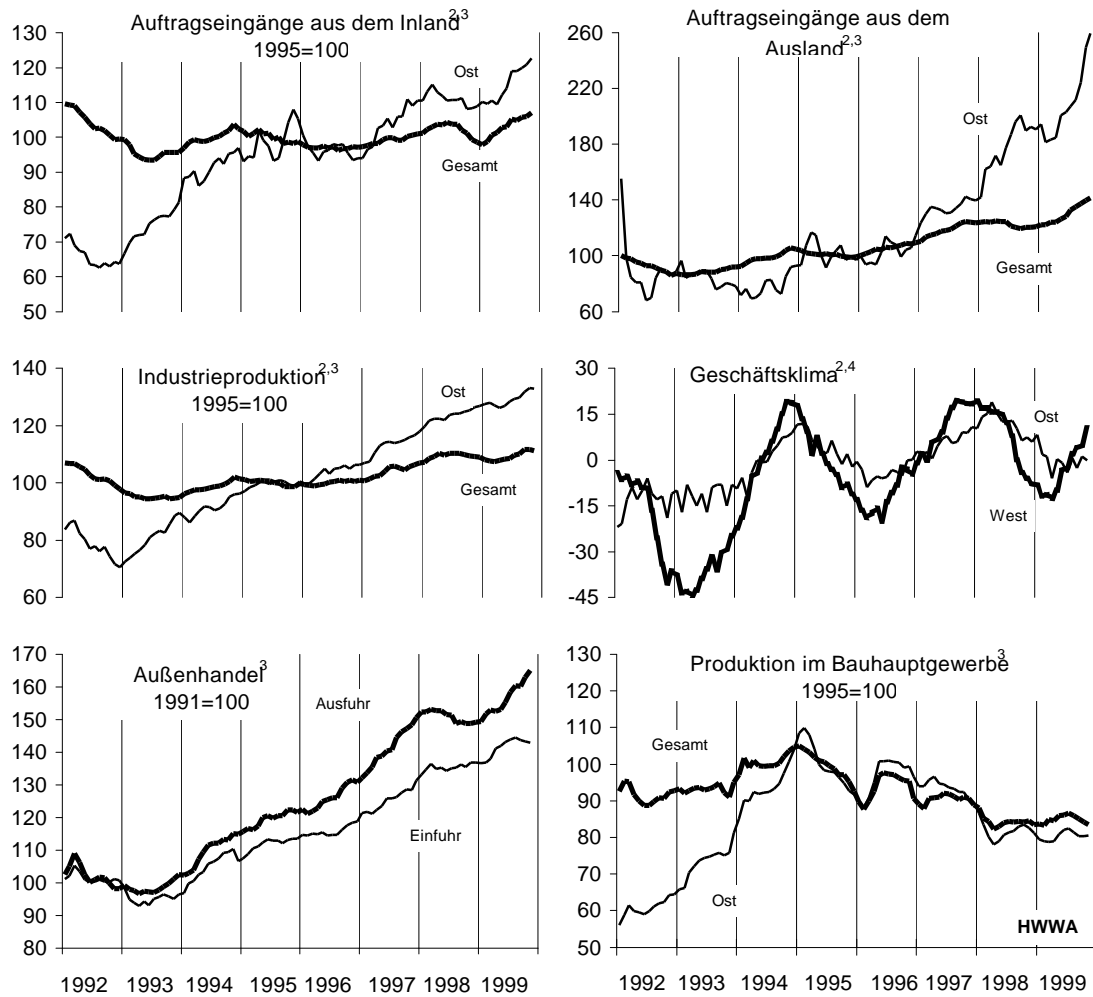 Auftragseingänge aus dem Inland2,3
1995=100
130
120
110
100
90
80
70
60
50
Ost
Gesamt
Auftragseingänge aus dem
Ausland2,3
260
220
180
140
100
60
Ost
Gesamt
Industrieproduktion2,3
1995=100
140
120
100
80
60
Ost
Gesamt
Geschäftsklima2,4
30
15
0
-15
-30
-45
Ost
West
Außenhandel3
1991=100
170
160
150
140
130
120
110
100
90
80
Ausfuhr
Einfuhr
1992 1993 1994 1995 1996 1997 1998 1999
Produktion im Bauhauptgewerbe3
1995=100
130
120
110
100
90
80
70
60
50
Gesamt
Ost
HWWA
1992 1993 1994 1995 1996 1997 1998 1999